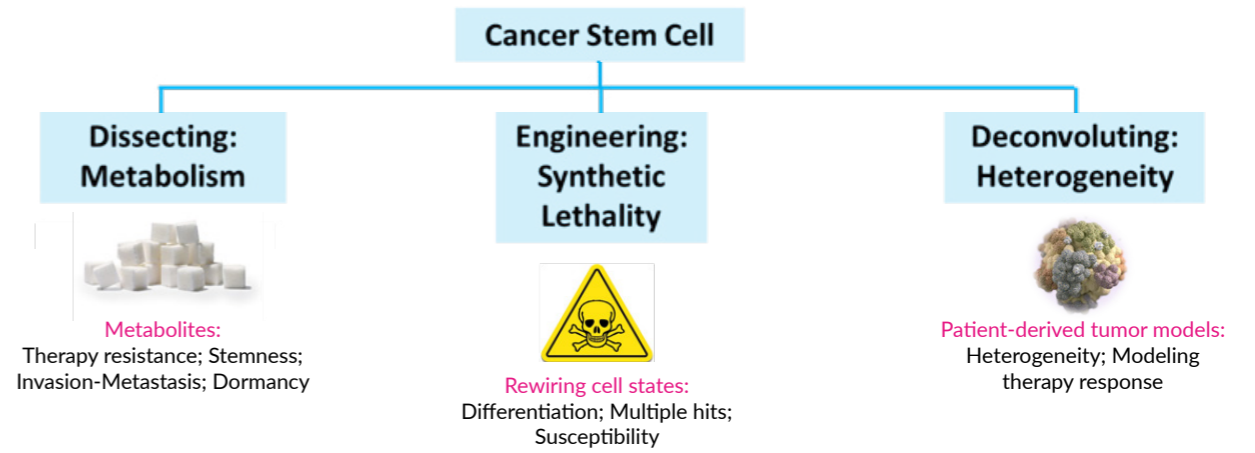 Cancer Stem Cell
Dissecting:
Metabolism
Metabolites:
Therapy resistance; Stemness;
Invasion-Metastasis; Dormancy
Engineering:
Synthetic
Lethality
Rewiring cell states:
Differentiation; Multiple hits;
Susceptibility
Deconvoluting:
Heterogeneity
Patient-derived tumor models:
Heterogeneity; Modeling
therapy response